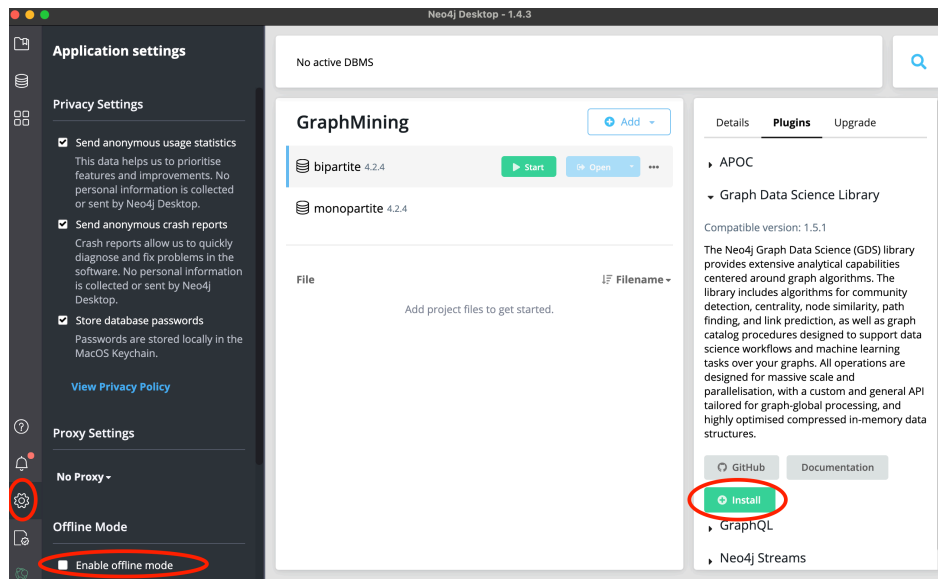 Neo4j Desktop - 1.4.3
Application settings
Privacy Settings
Send anonymous usage statistics
This data helps us to prioritise
features and improvements. No
personal information is collected
or sent by Neo4j Desktop.
Send anonymous crash reports
Crash reports allow us to quickly
diagnose and fix problems in the
software. No personal information
is collected or sent by Neo4j
Desktop.
Store database passwords
Passwords are stored locally in the
MacOS Keychain.
View Privacy Policy
Proxy Settings
No Proxy
Offline Mode
Enable offline mode
No active DBMS
GraphMining
Add
bipartite 4.2.4
Start
Open
monopartite 4.2.4
File
Filename
Add project files to get started.
Details Plugins Upgrade
APOC
Graph Data Science Library
Compatible version: 1.5.1
The Neo4j Graph Data Science (GDS) library
provides extensive analytical capabilities
centered around graph algorithms. The
library includes algorithms for community
detection, centrality, node similarity, path
finding, and link prediction, as well as graph
catalog procedures designed to support data
science workflows and machine learning
tasks over your graphs. All operations are
designed for massive scale and
parallelisation, with a custom and general API
tailored for graph-global processing, and
highly optimised compressed in-memory data
structures.
GitHub Documentation
Install
GraphQL
Neo4j Streams